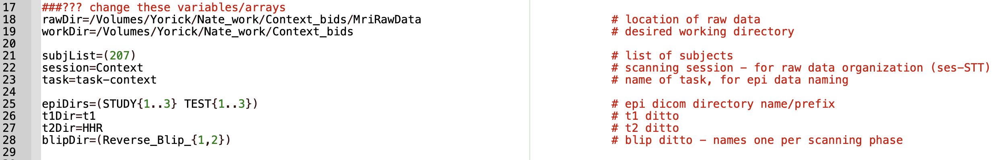 17 ###??? change these variables/arrays
18 rawDir=/Volumes/Yorick/Nate_work/Context_bids/MriRawData # location of raw data
19 workDir=/Volumes/Yorick/Nate_work/Context_bids # desired working directory
20
21 subjList=(207) # list of subjects
22 session=Context # scanning session – for raw data organization (ses-STT)
23 task=task-context # name of task, for epi data naming
24
25 epiDirs=(STUDY{1..3} TEST{1..3}) # epi dicom directory name/prefix
26 t1Dir=t1 # t1 ditto
27 t2Dir=HHR # t2 ditto
28 blipDir=(Reverse_Blip_{1,2}) # blip ditto – names one per scanning phase
29